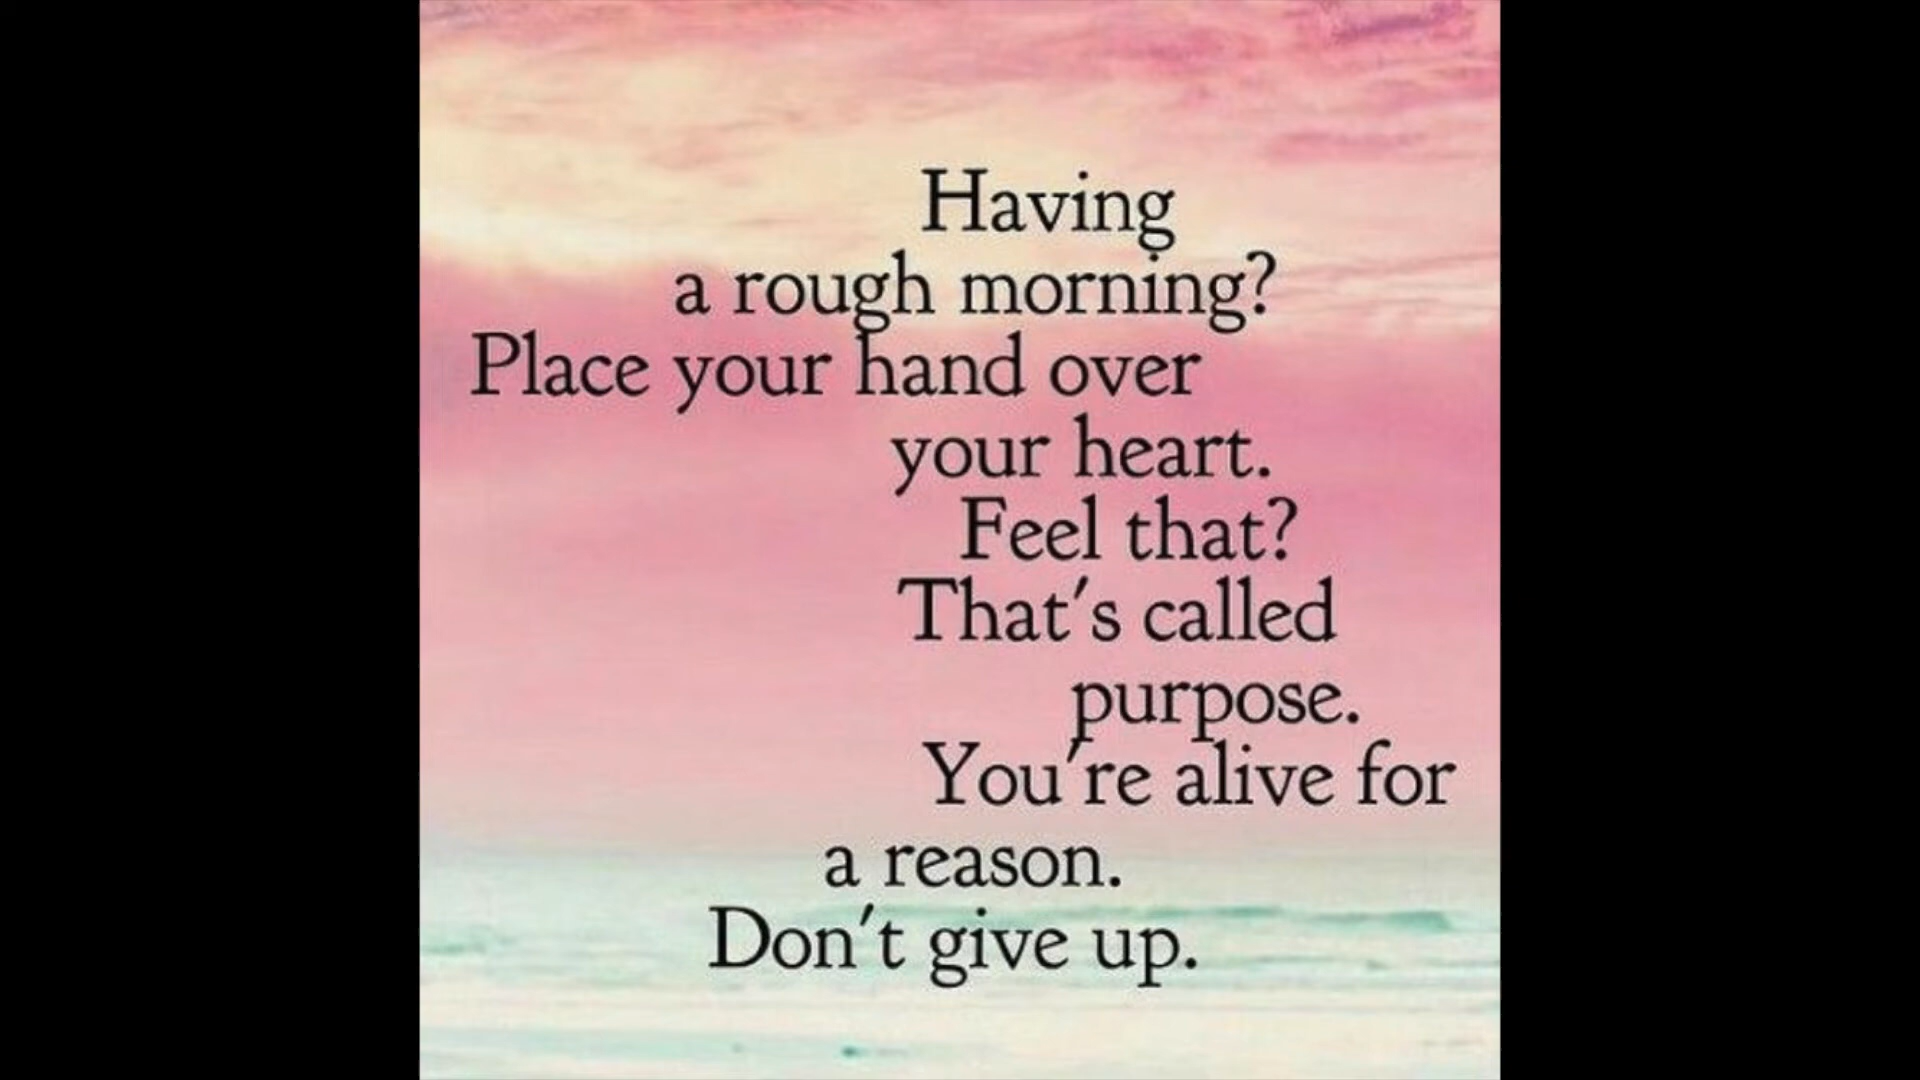 Having
a rough morning?
Place your hand over
your heart.
Feel that?
That's called
purpose.
You're alive for
a reason.
Don't give up.